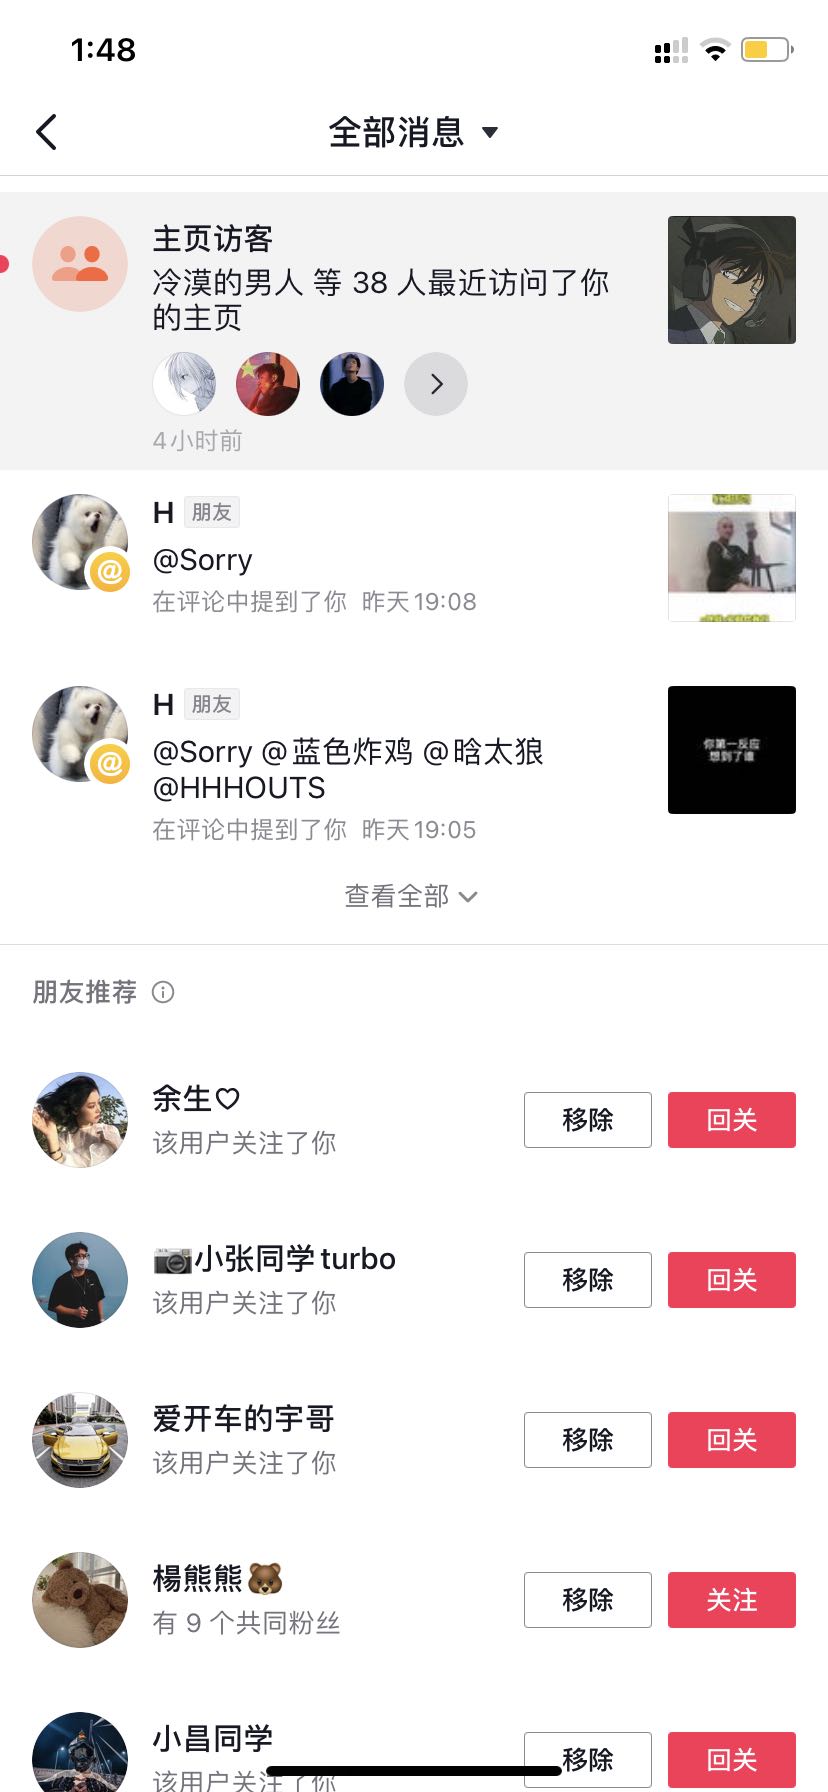 1:48
全部消息
主页访客
冷漠的男人 等 38 人最近访问了你
的主页
4小时前
H 朋友
@Sorry
在评论中提到了你 昨天19:08
H 朋友
@Sorry @蓝色炸鸡 @晗太狼
@HHHOUTS
在评论中提到了你 昨天19:05
你第一反应
想到了谁
查看全部
朋友推荐
余生♡
该用户关注了你
移除
回关
📷小张同学turbo
该用户关注了你
移除
回关
爱开车的宇哥
该用户关注了你
移除
回关
楊熊熊🐻
有 9 个共同粉丝
移除
关注
小昌同学
该用户关注了你
移除
回关